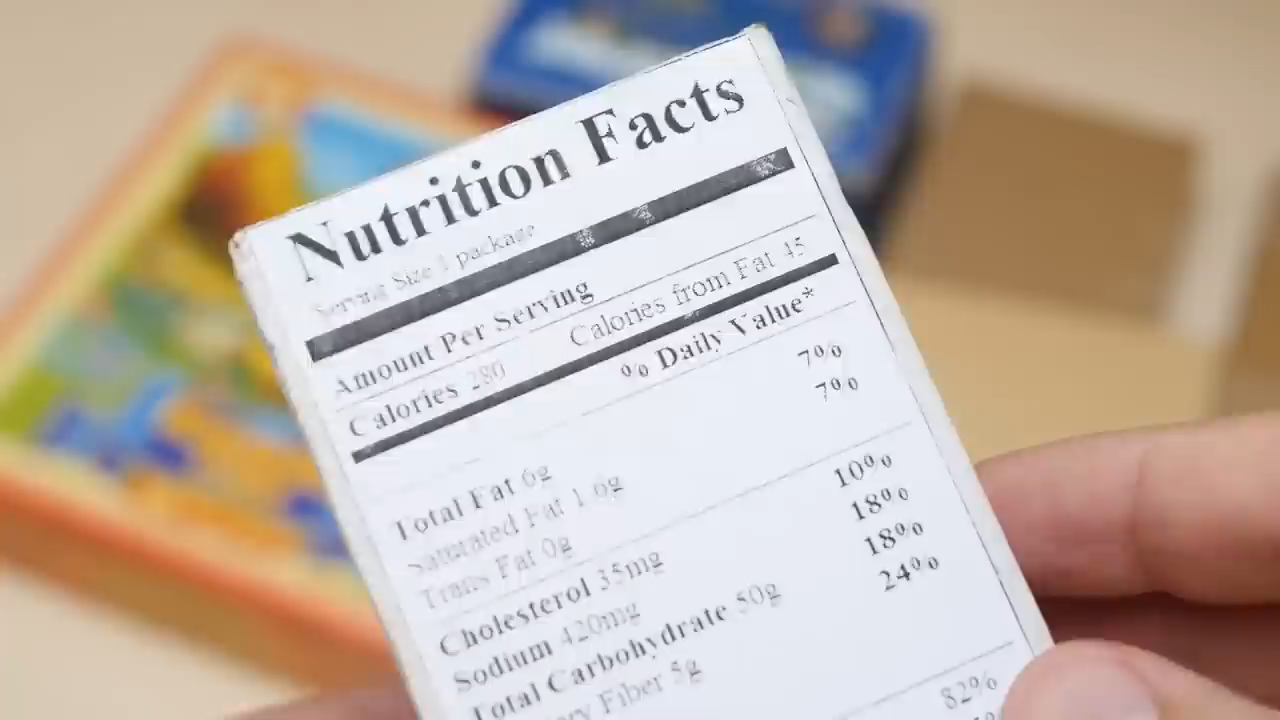 Nutrition Facts
Serving Size 1 package
Amount Per Serving
Calories 280 Calories from Fat 45
% Daily Value*
Total Fat 6g 7%
Saturated Fat 1.6g 7%
Trans Fat 0g
Cholesterol 35mg 10%
Sodium 420mg 18%
Total Carbohydrate 50g 18%
Fiber 5g 24%
82%